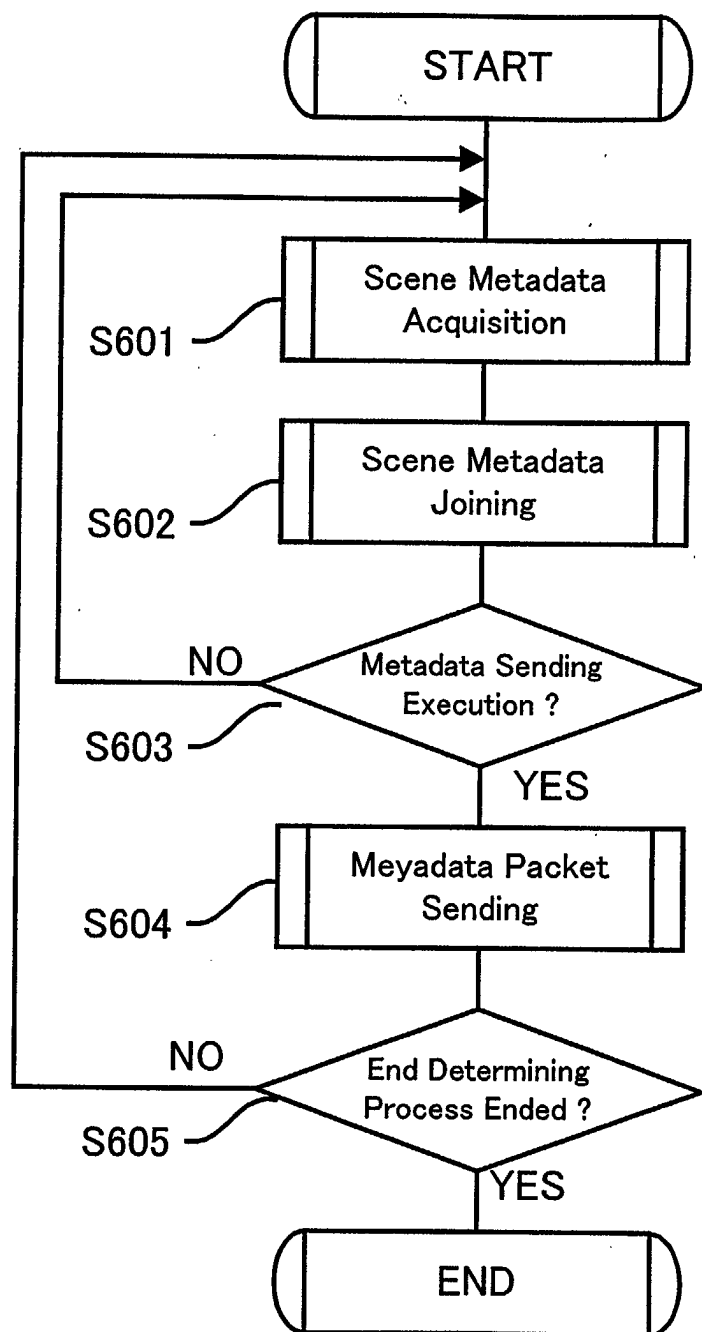 START
Scene Metadata
Acquisition
S601
Scene Metadata
Joining
S602
NO
Metadata Sending
Execution ?
S603
YES
Meyadata Packet
Sending
S604
NO
End Determining
Process Ended ?
S605
YES
END